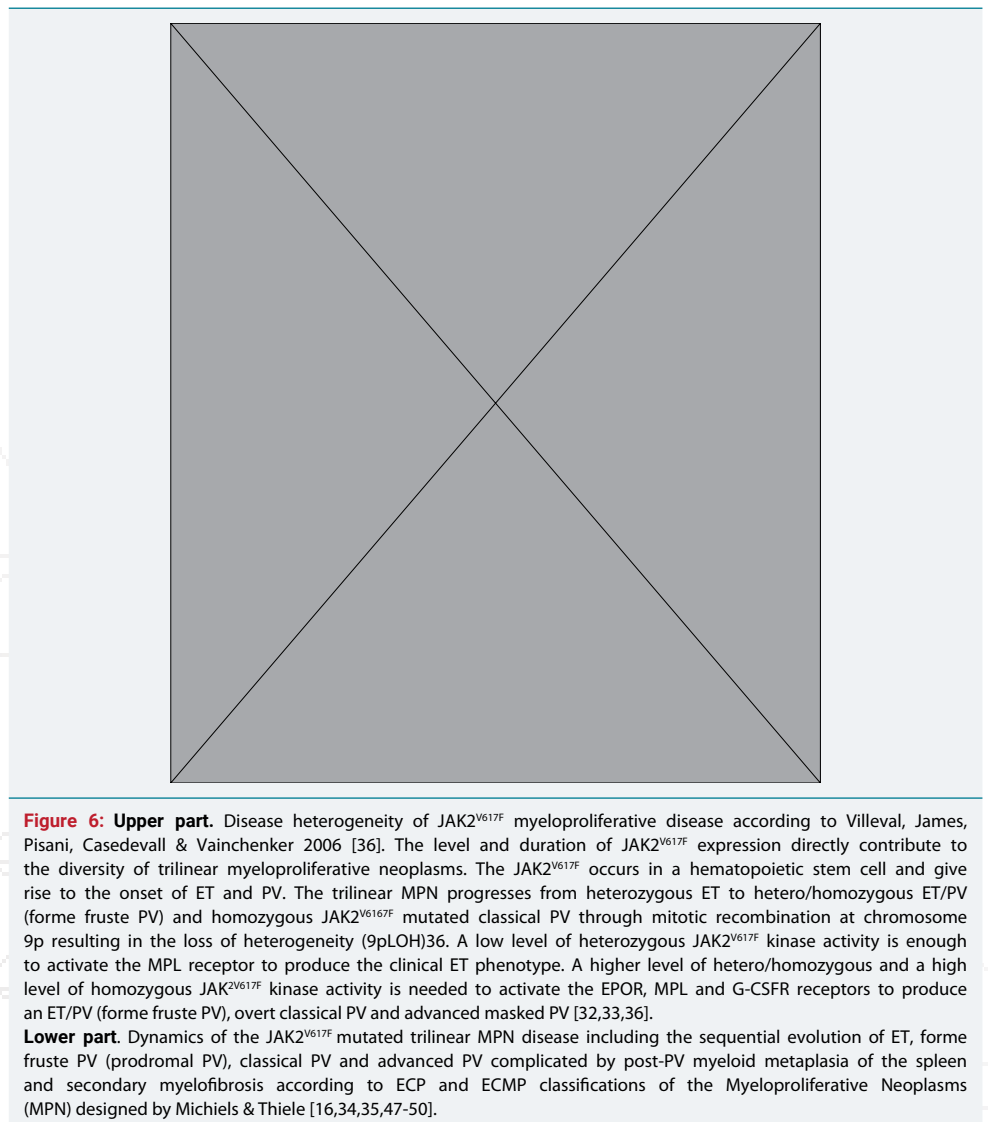 Figure 6: Upper part. Disease heterogeneity of JAK2V617F myeloproliferative disease according to Villeval, James,
Pisani, Casedevall & Vainchenker 2006 [36]. The level and duration of JAK2V617F expression directly contribute to
the diversity of trilinear myeloproliferative neoplasms. The JAK2V617F occurs in a hematopoietic stem cell and give
rise to the onset of ET and PV. The trilinear MPN progresses from heterozygous ET to hetero/homozygous ET/PV
(forme fruste PV) and homozygous JAK2V6167F mutated classical PV through mitotic recombination at chromosome
9p resulting in the loss of heterogeneity (9pLOH)36. A low level of heterozygous JAK2V617F kinase activity is enough
to activate the MPL receptor to produce the clinical ET phenotype. A higher level of hetero/homozygous and a high
level of homozygous JAK2V617F kinase activity is needed to activate the EPOR, MPL and G-CSFR receptors to produce
an ET/PV (forme fruste PV), overt classical PV and advanced masked PV [32,33,36].
Lower part. Dynamics of the JAK2V617F mutated trilinear MPN disease including the sequential evolution of ET, forme
fruste PV (prodromal PV), classical PV and advanced PV complicated by post-PV myeloid metaplasia of the spleen
and secondary myelofibrosis according to ECP and ECMP classifications of the Myeloproliferative Neoplasms
(MPN) designed by Michiels & Thiele [16,34,35,47-50].